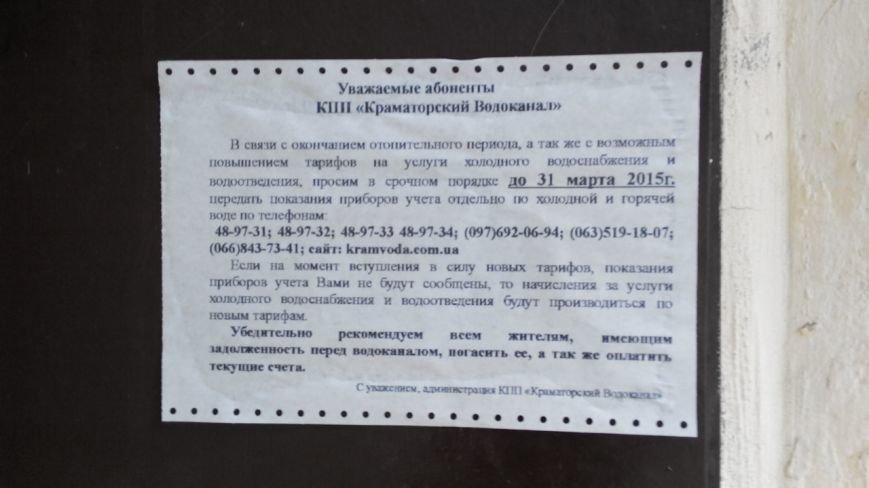 Уважаемые абоненты
КПП «Краматорский Водоканал»
В связи с окончанием отопительного периода, а так же с возможным
повышением тарифов на услуги холодного водоснабжения и
водоотведения, просим в срочном порядке до 31 марта 2015г.
передать показания приборов учета отдельно по холодной и горячей
воде по телефонам:
48-97-31; 48-97-32; 48-97-33 48-97-34; (097)692-06-94; (063)519-18-07;
(066)843-73-41; сайт: kramvoda.com.ua
Если на момент вступления в силу новых тарифов, показания
приборов учета Вами не будут сообщены, то начисления за услуги
холодного водоснабжения и водоотведения будут производиться по
новым тарифам.
Убедительно рекомендуем всем жителям, имеющим
задолженность перед водоканалом, погасить ее, а так же оплатить
текущие счета.
С уважением, администрация КПП «Краматорский Водоканал»